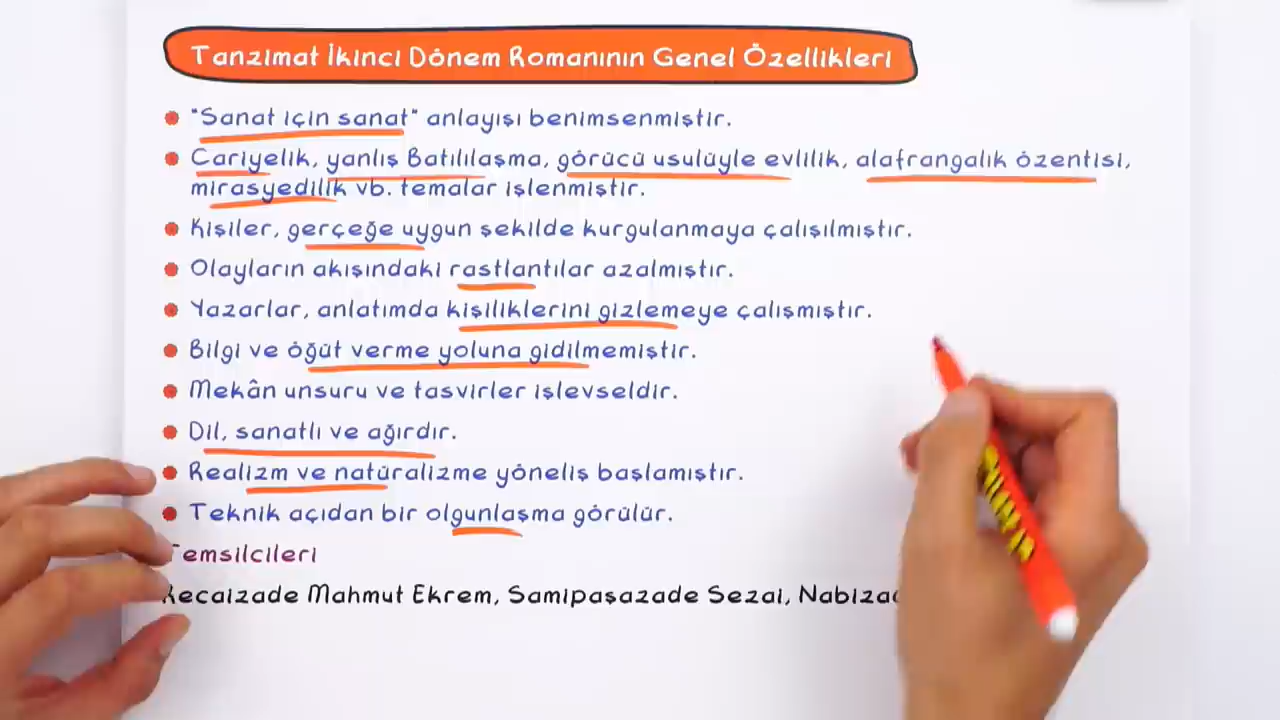 Tanzimat İkinci Dönem Romanının Genel Özellikleri
"Sanat için sanat" anlayışı benimsenmiştir.
Cariyelik, yanlış Batılılaşma, görücü usulüyle evlilik, alafrangalık özentisi,
mirasyedilik vb. temalar işlenmiştir.
Kişiler, gerçeğe uygun şekilde kurgulanmaya çalışılmıştır.
Olayların akışındaki rastlantılar azalmıştır.
Yazarlar, anlatımda kişiliklerini gizlemeye çalışmıştır.
Bilgi ve öğüt verme yoluna gidilmemiştir.
Mekân unsuru ve tasvirler işlevseldir.
Dil, sanatlı ve ağırdır.
Realizm ve natüralizme yöneliş başlamıştır.
Teknik açıdan bir olgunlaşma görülür.
Temsilcileri
Recaizade Mahmut Ekrem, Samipaşazade Sezai,